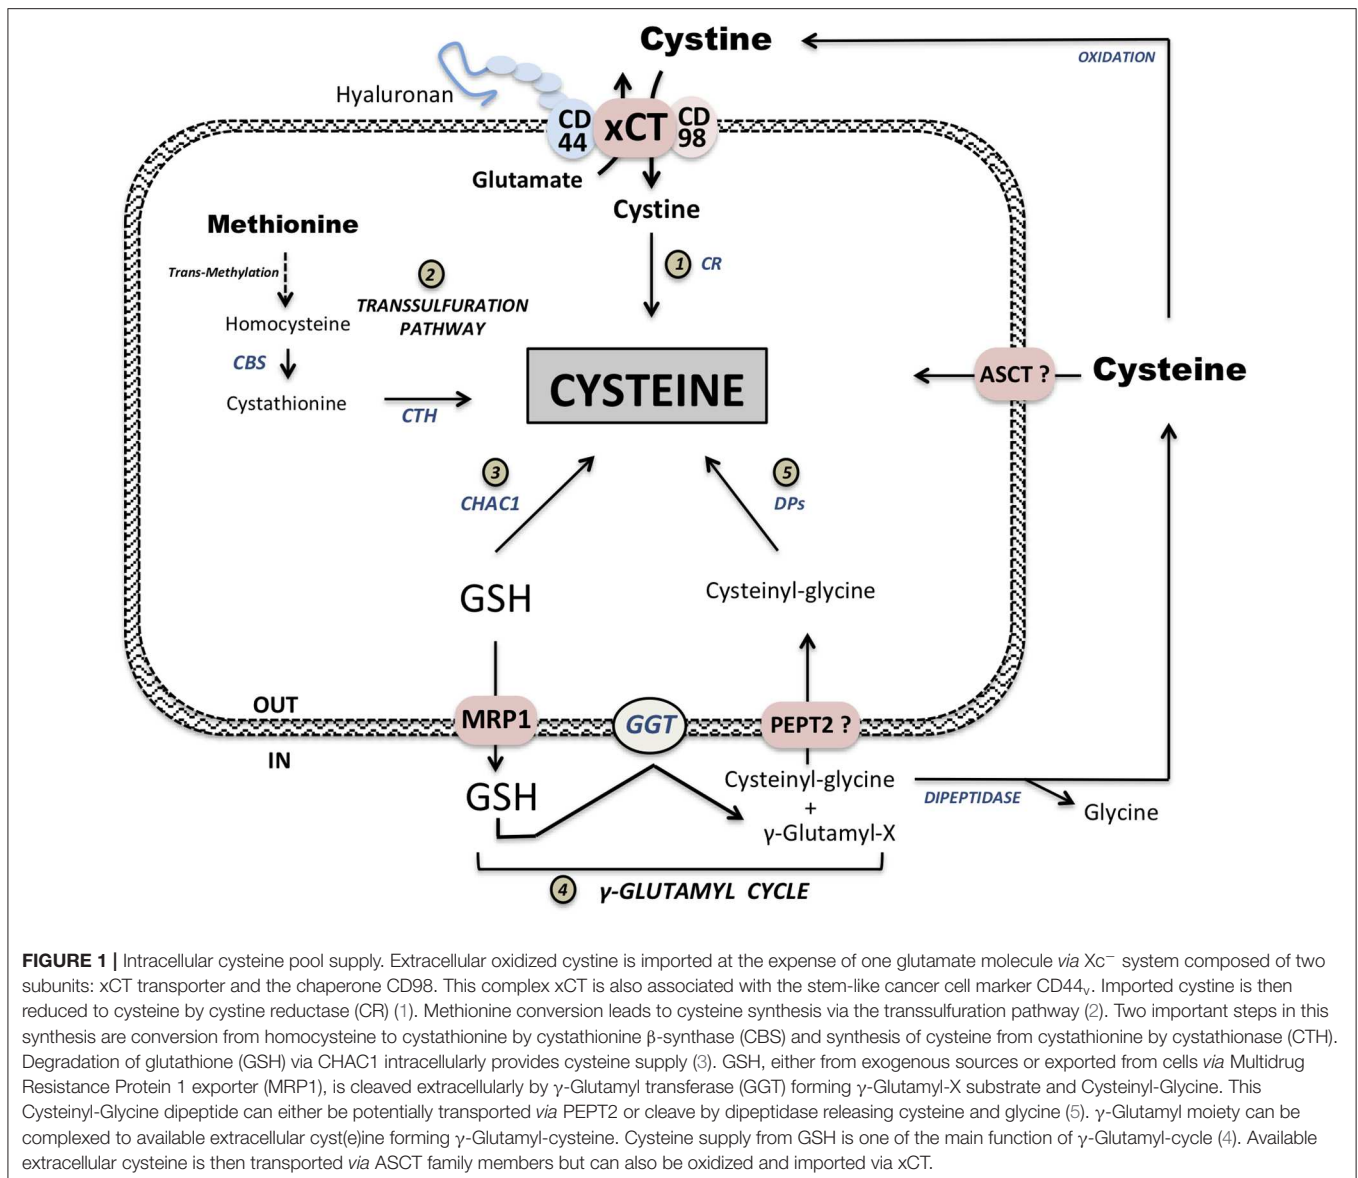 Cystine
OXIDATION
Hyaluronan
CD
44
xCT
CD
98
Glutamate
Cystine
Methionine
Trans-Methylation
2
1
CR
TRANSSULFURATION
PATHWAY
Homocysteine
CBS
Cystathionine
CTH
CYSTEINE
ASCT ?
Cysteine
3
CHAC1
5
DPs
GSH
Cysteinyl-glycine
OUT
IN
MRP1
GGT
PEPT2 ?
GSH
Cysteinyl-glycine
+
γ-Glutamyl-X
DIPEPTIDASE
Glycine
4
γ-GLUTAMYL CYCLE
FIGURE 1 | Intracellular cysteine pool supply. Extracellular oxidized cystine is imported at the expense of one glutamate molecule via Xc− system composed of two
subunits: xCT transporter and the chaperone CD98. This complex xCT is also associated with the stem-like cancer cell marker CD44v. Imported cystine is then
reduced to cysteine by cystine reductase (CR) (1). Methionine conversion leads to cysteine synthesis via the transsulfuration pathway (2). Two important steps in this
synthesis are conversion from homocysteine to cystathionine by cystathionine β-synthase (CBS) and synthesis of cysteine from cystathionine by cystathionase (CTH).
Degradation of glutathione (GSH) via CHAC1 intracellularly provides cysteine supply (3). GSH, either from exogenous sources or exported from cells via Multidrug
Resistance Protein 1 exporter (MRP1), is cleaved extracellularly by γ-Glutamyl transferase (GGT) forming γ-Glutamyl-X substrate and Cysteinyl-Glycine. This
Cysteinyl-Glycine dipeptide can either be potentially transported via PEPT2 or cleave by dipeptidase releasing cysteine and glycine (5). γ-Glutamyl moiety can be
complexed to available extracellular cyst(e)ine forming γ-Glutamyl-cysteine. Cysteine supply from GSH is one of the main function of γ-Glutamyl-cycle (4). Available
extracellular cysteine is then transported via ASCT family members but can also be oxidized and imported via xCT.